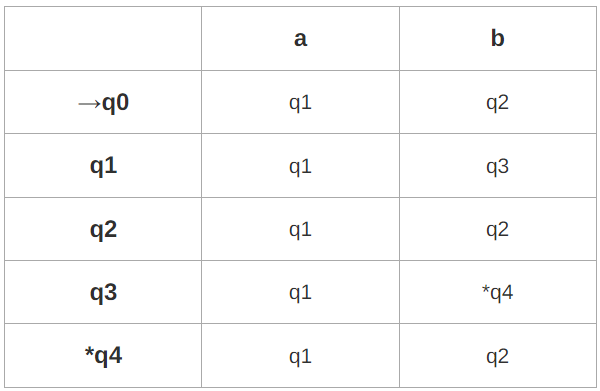 a b
→q0 q1 q2
q1 q1 q3
q2 q1 q2
q3 q1 *q4
*q4 q1 q2